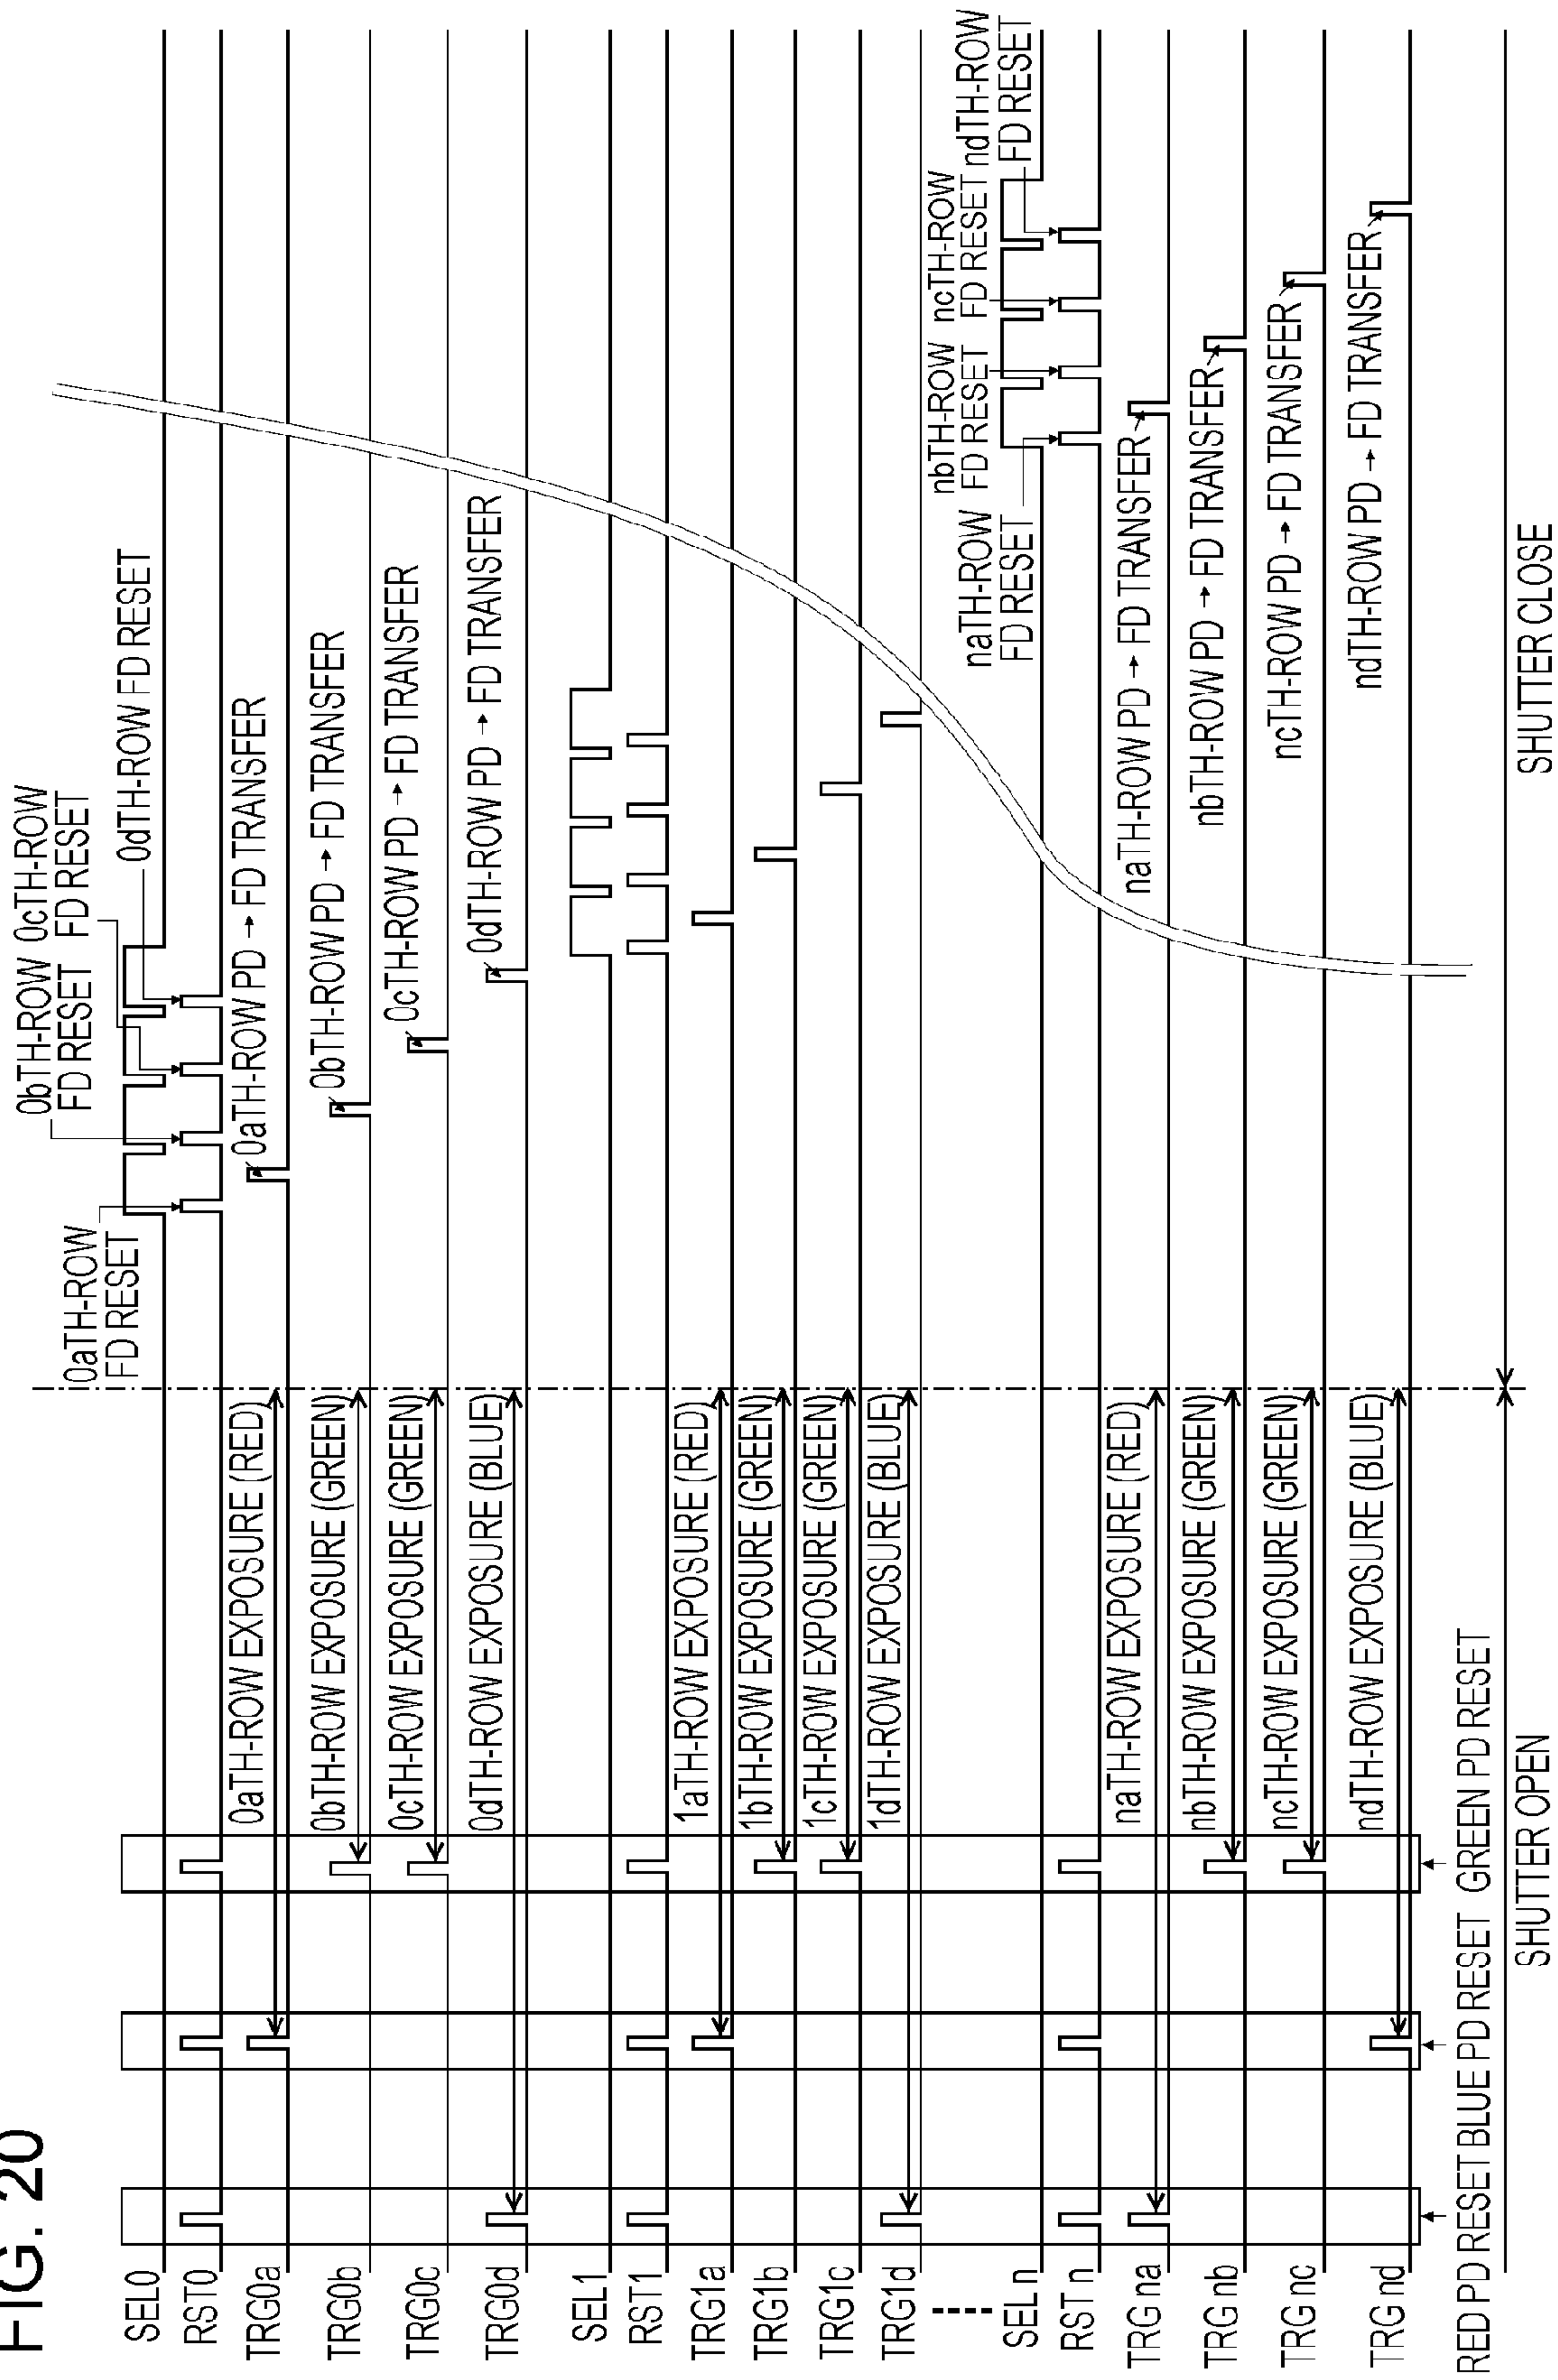 FIG. 20
0aTH-ROW
FD RESET
0bTH-ROW
FD RESET
0cTH-ROW
FD RESET
0dTH-ROW FD RESET
SEL0
RST0
0aTH-ROW EXPOSURE (RED)
0aTH-ROW PD → FD TRANSFER
TRG0a
0bTH-ROW EXPOSURE (GREEN)
0bTH-ROW PD → FD TRANSFER
TRG0b
0cTH-ROW EXPOSURE (GREEN)
0cTH-ROW PD → FD TRANSFER
TRG0c
0dTH-ROW EXPOSURE (BLUE)
0dTH-ROW PD → FD TRANSFER
TRG0d
SEL1
RST1
1aTH-ROW EXPOSURE (RED)
TRG1a
1bTH-ROW EXPOSURE (GREEN)
TRG1b
1cTH-ROW EXPOSURE (GREEN)
TRG1c
1dTH-ROW EXPOSURE (BLUE)
TRG1d
naTH-ROW
FD RESET
nbTH-ROW
FD RESET
ncTH-ROW
FD RESET
ndTH-ROW
FD RESET
SEL n
RST n
naTH-ROW EXPOSURE (RED)
naTH-ROW PD → FD TRANSFER
TRG na
nbTH-ROW EXPOSURE (GREEN)
nbTH-ROW PD → FD TRANSFER
TRG nb
ncTH-ROW EXPOSURE (GREEN)
ncTH-ROW PD → FD TRANSFER
TRG nc
ndTH-ROW EXPOSURE (BLUE)
ndTH-ROW PD → FD TRANSFER
TRG nd
RED PD RESET
BLUE PD RESET
GREEN PD RESET
SHUTTER OPEN
SHUTTER CLOSE